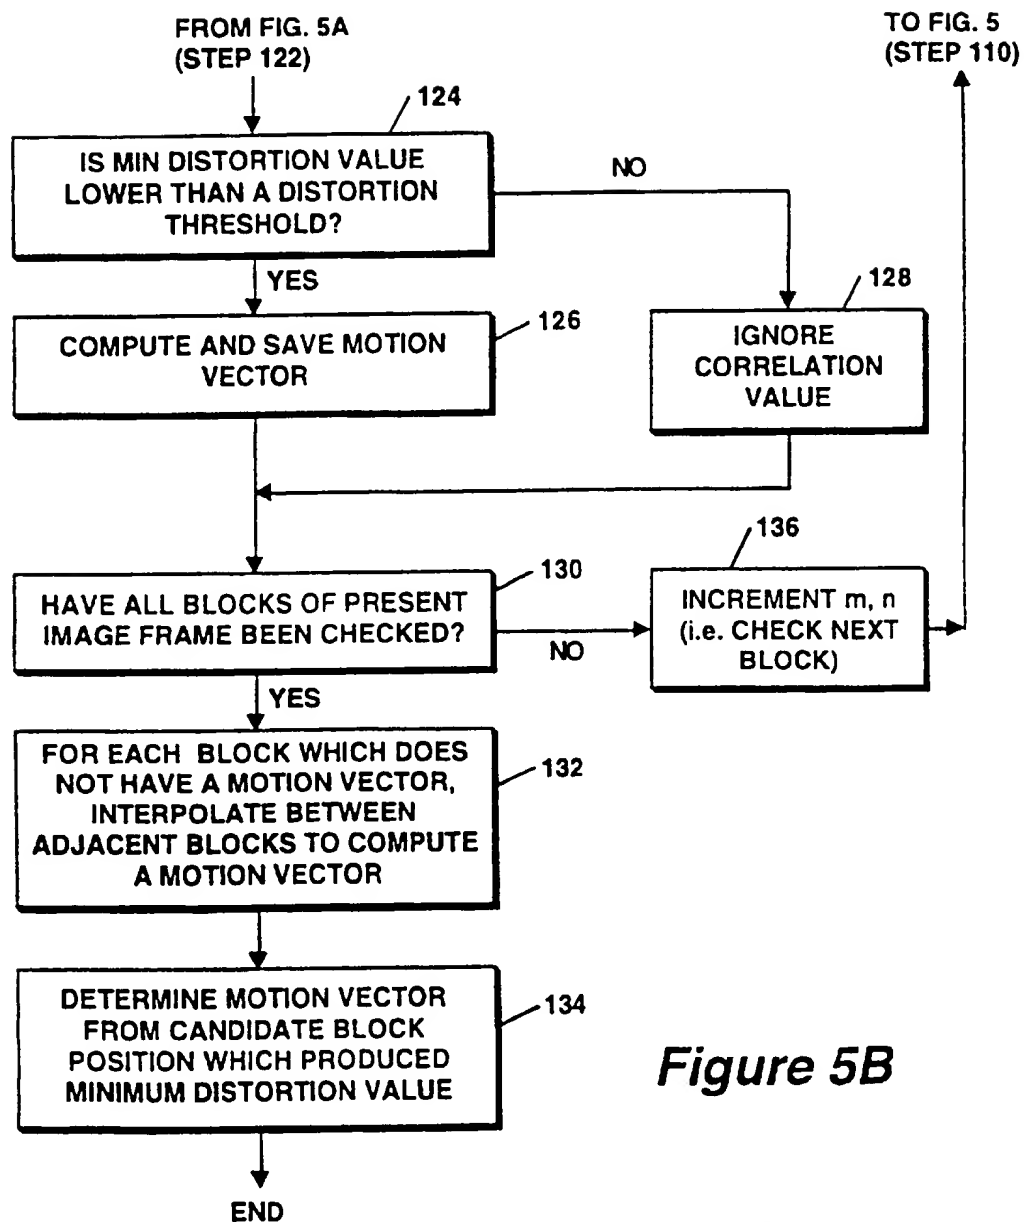 FROM FIG. 5A
(STEP 122)
TO FIG. 5
(STEP 110)
124
IS MIN DISTORTION VALUE
LOWER THAN A DISTORTION
THRESHOLD?
NO
YES
128
126
COMPUTE AND SAVE MOTION
VECTOR
IGNORE
CORRELATION
VALUE
136
130
HAVE ALL BLOCKS OF PRESENT
IMAGE FRAME BEEN CHECKED?
NO
INCREMENT m, n
(i.e. CHECK NEXT
BLOCK)
YES
FOR EACH BLOCK WHICH DOES
NOT HAVE A MOTION VECTOR,
INTERPOLATE BETWEEN
ADJACENT BLOCKS TO COMPUTE
A MOTION VECTOR
132
DETERMINE MOTION VECTOR
FROM CANDIDATE BLOCK
POSITION WHICH PRODUCED
MINIMUM DISTORTION VALUE
134
Figure 5B
END